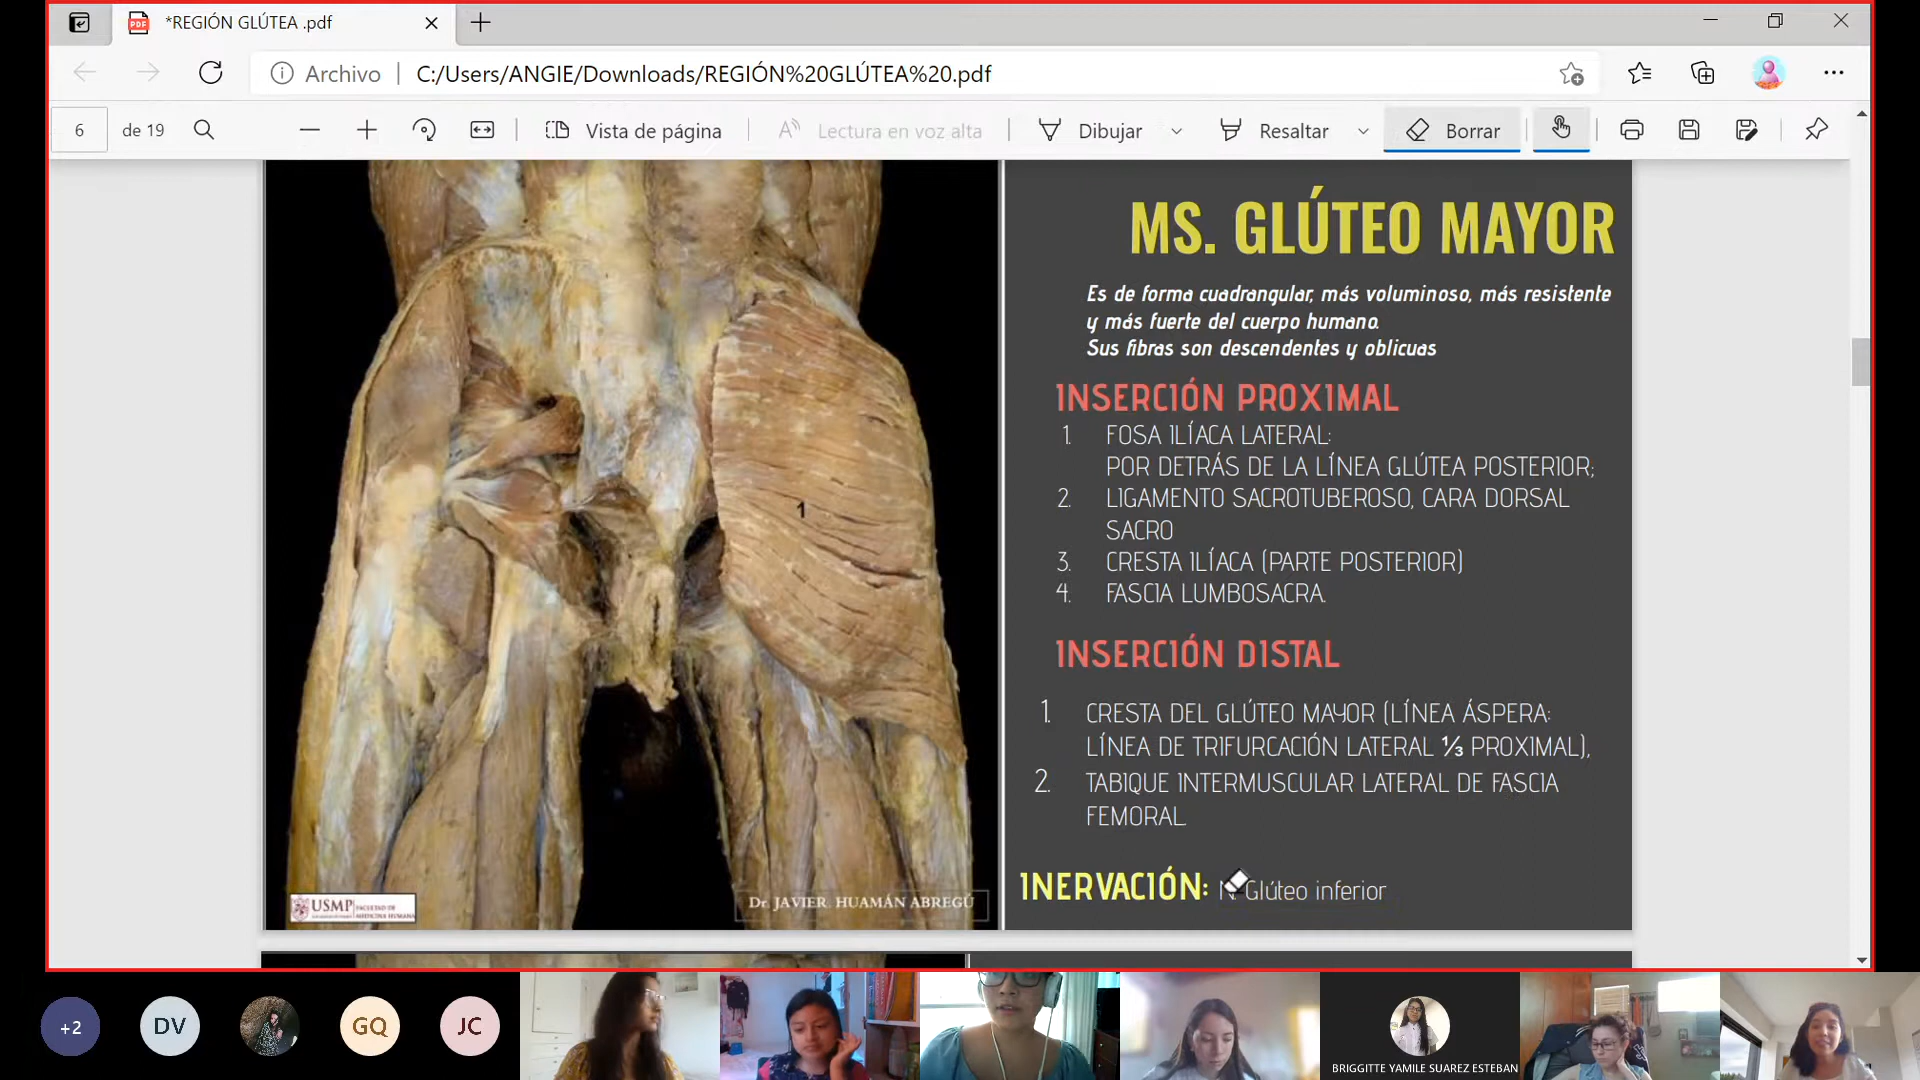 *REGIÓN GLÚTEA .pdf
Archivo
C:/Users/ANGIE/Downloads/REGIÓN%20GLÚTEA%20.pdf
6 de 19
Vista de página
Lectura en voz alta
Dibujar
Resaltar
Borrar
MS. GLÚTEO MAYOR
Es de forma cuadrangular, más voluminoso, más resistente
y más fuerte del cuerpo humano.
Sus fibras son descendentes y oblicuas
INSERCIÓN PROXIMAL
1. FOSA ILÍACA LATERAL:
POR DETRÁS DE LA LÍNEA GLÚTEA POSTERIOR;
2. LIGAMENTO SACROTUBEROSO, CARA DORSAL
SACRO
3. CRESTA ILÍACA (PARTE POSTERIOR)
4. FASCIA LUMBOSACRA.
INSERCIÓN DISTAL
1. CRESTA DEL GLÚTEO MAYOR (LÍNEA ÁSPERA:
LÍNEA DE TRIFURCACIÓN LATERAL ⅓ PROXIMAL),
2. TABIQUE INTERMUSCULAR LATERAL DE FASCIA
FEMORAL.
INERVACIÓN: N. Glúteo inferior
1
USMP FACULTAD DE
MEDICINA HUMANA
Dr. JAVIER. HUAMÁN ABREGÚ
+2
DV
GQ
JC
BRIGGITTE YAMILE SUAREZ ESTEBAN